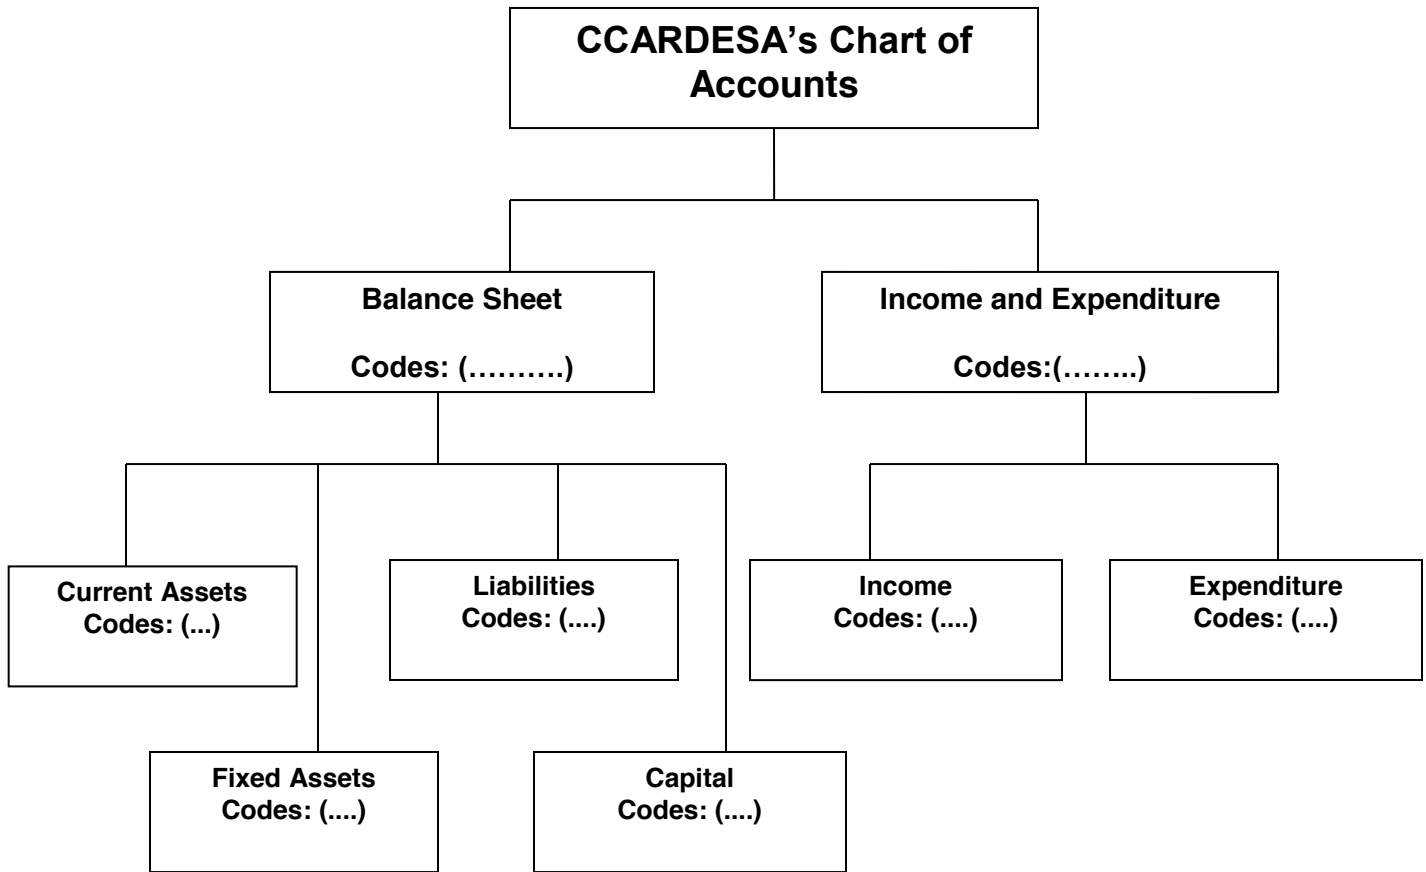 CCARDESA’s Chart of
Accounts
Balance Sheet
Codes: (……….)
Income and Expenditure
Codes:(……..)
Current Assets
Codes: (...)
Liabilities
Codes: (....)
Income
Codes: (....)
Expenditure
Codes: (....)
Fixed Assets
Codes: (....)
Capital
Codes: (....)